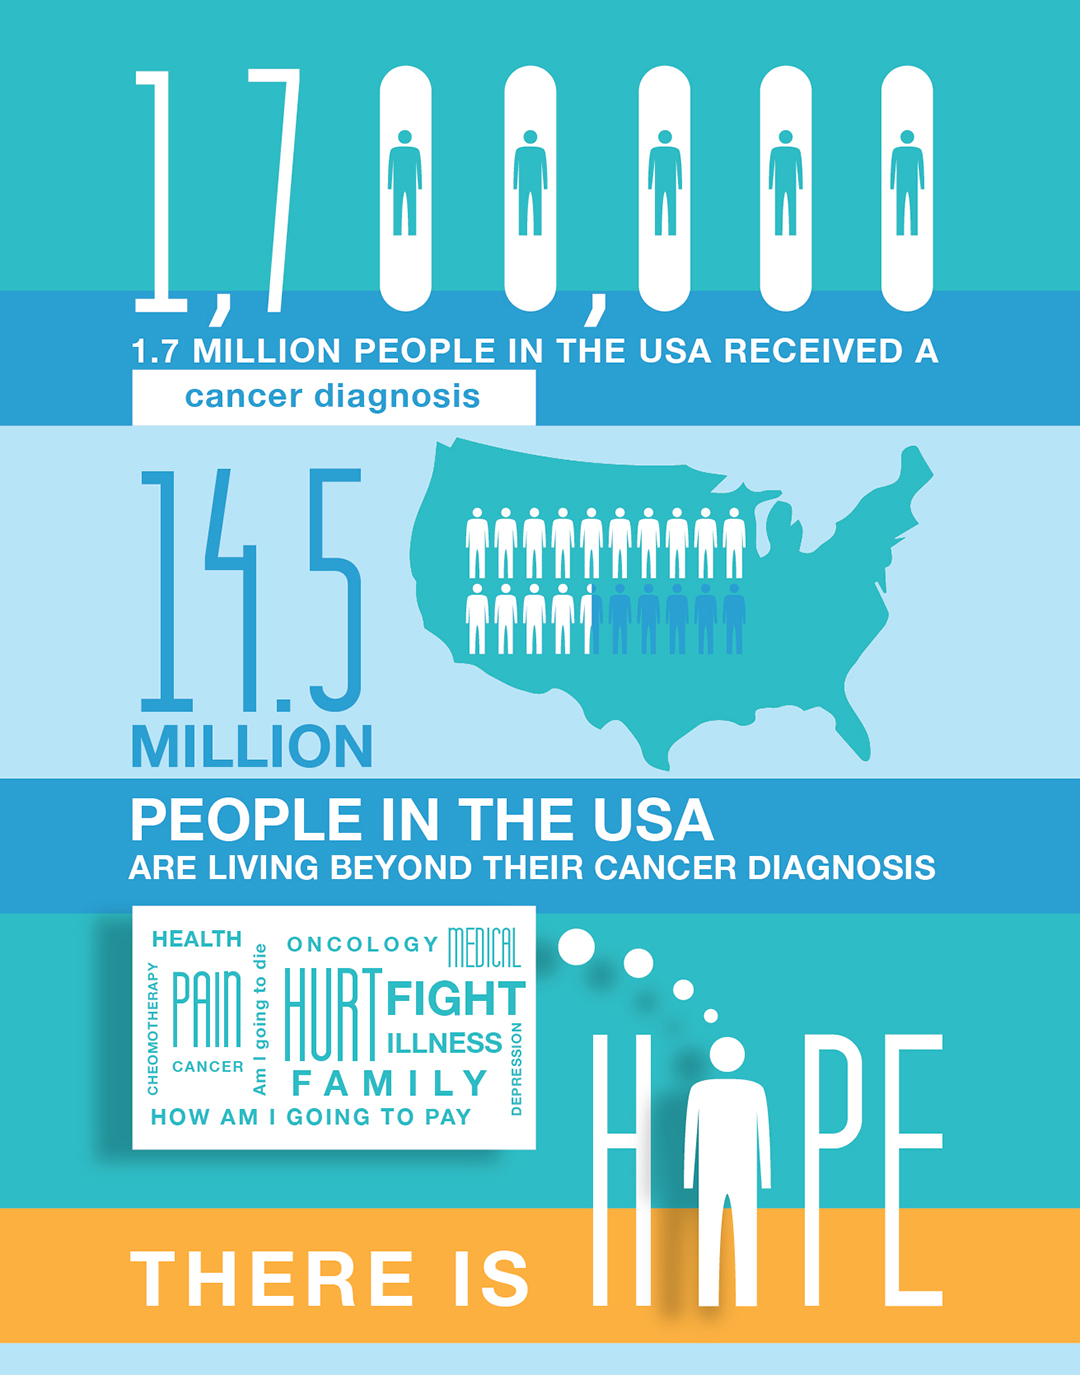 1,700,000
1.7 MILLION PEOPLE IN THE USA RECEIVED A
cancer diagnosis
14.5
MILLION
PEOPLE IN THE USA
ARE LIVING BEYOND THEIR CANCER DIAGNOSIS
HEALTH
ONCOLOGY
MEDICAL
CHEOMOTHERAPY
PAIN
Am I going to die
HURT
FIGHT
ILLNESS
CANCER
DEPRESSION
FAMILY
HOW AM I GOING TO PAY
THERE IS HOPE